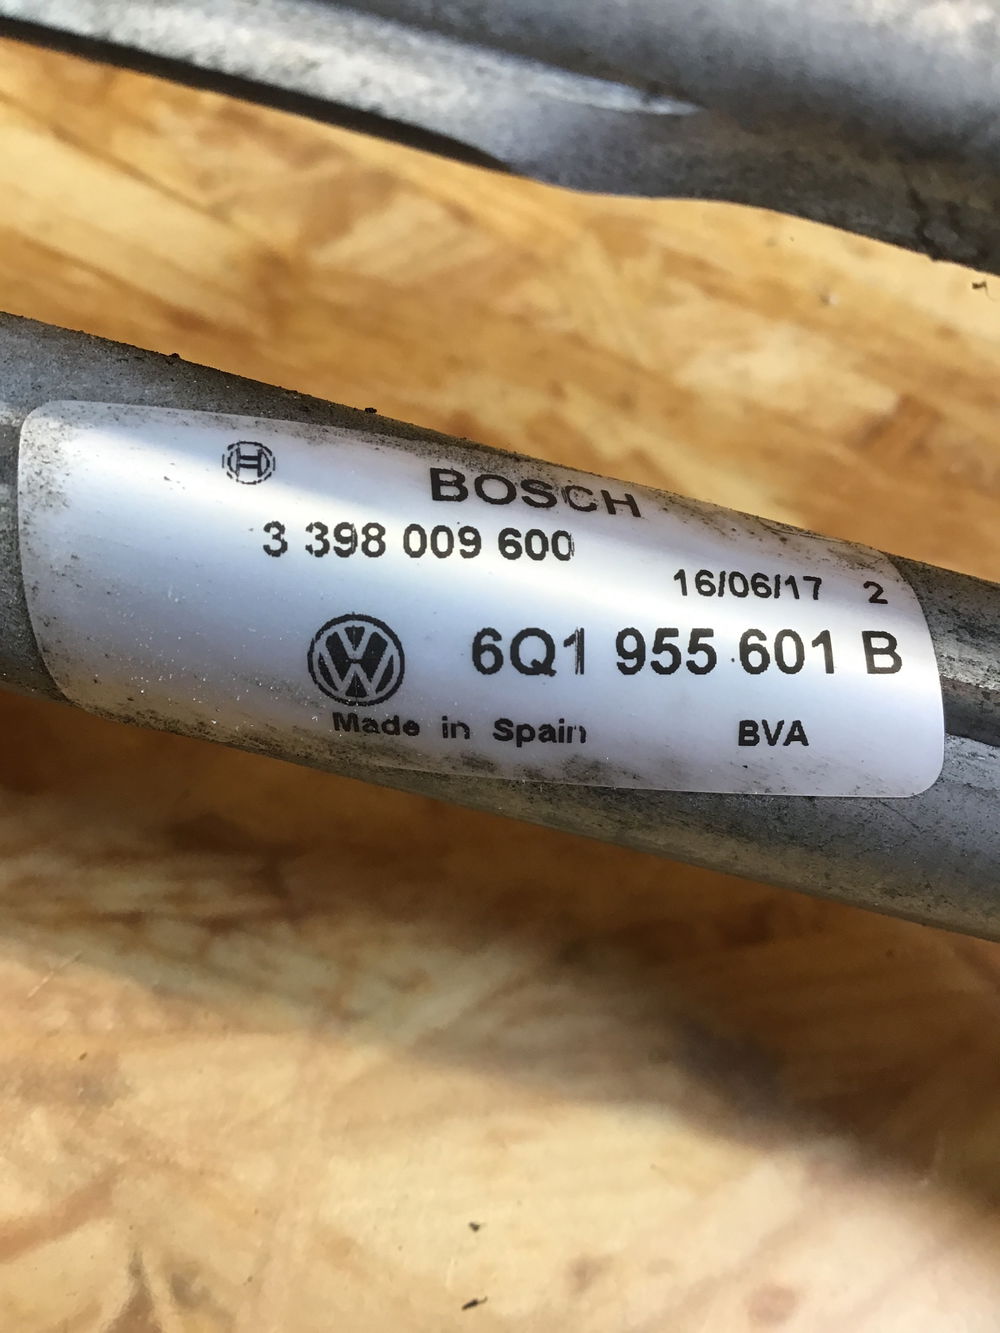 BOSCH
3 398 009 600
16/06/17 2
6Q1 955 601 B
Made in Spain BVA